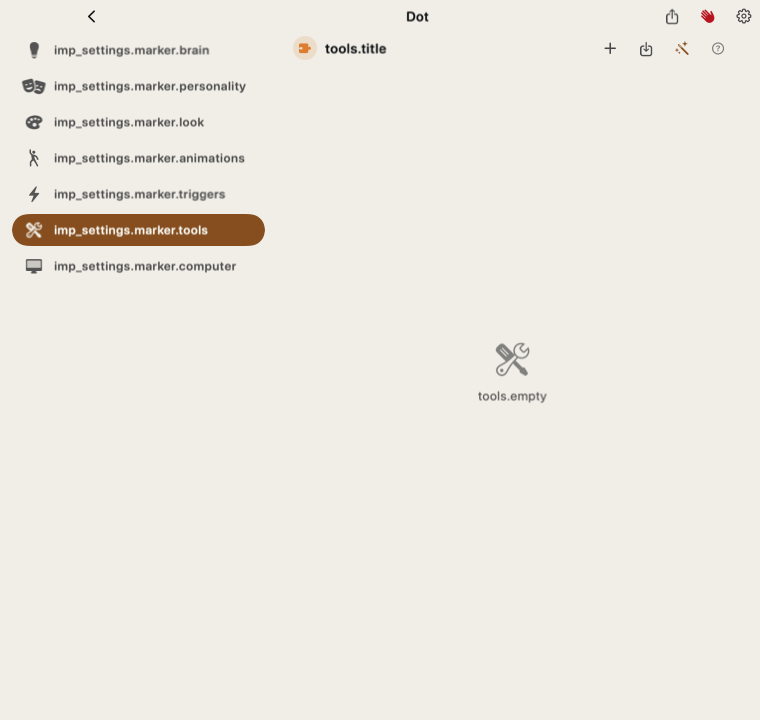 Dot
imp_settings.marker.brain
imp_settings.marker.personality
imp_settings.marker.look
imp_settings.marker.animations
imp_settings.marker.triggers
imp_settings.marker.tools
imp_settings.marker.computer
tools.title
tools.empty